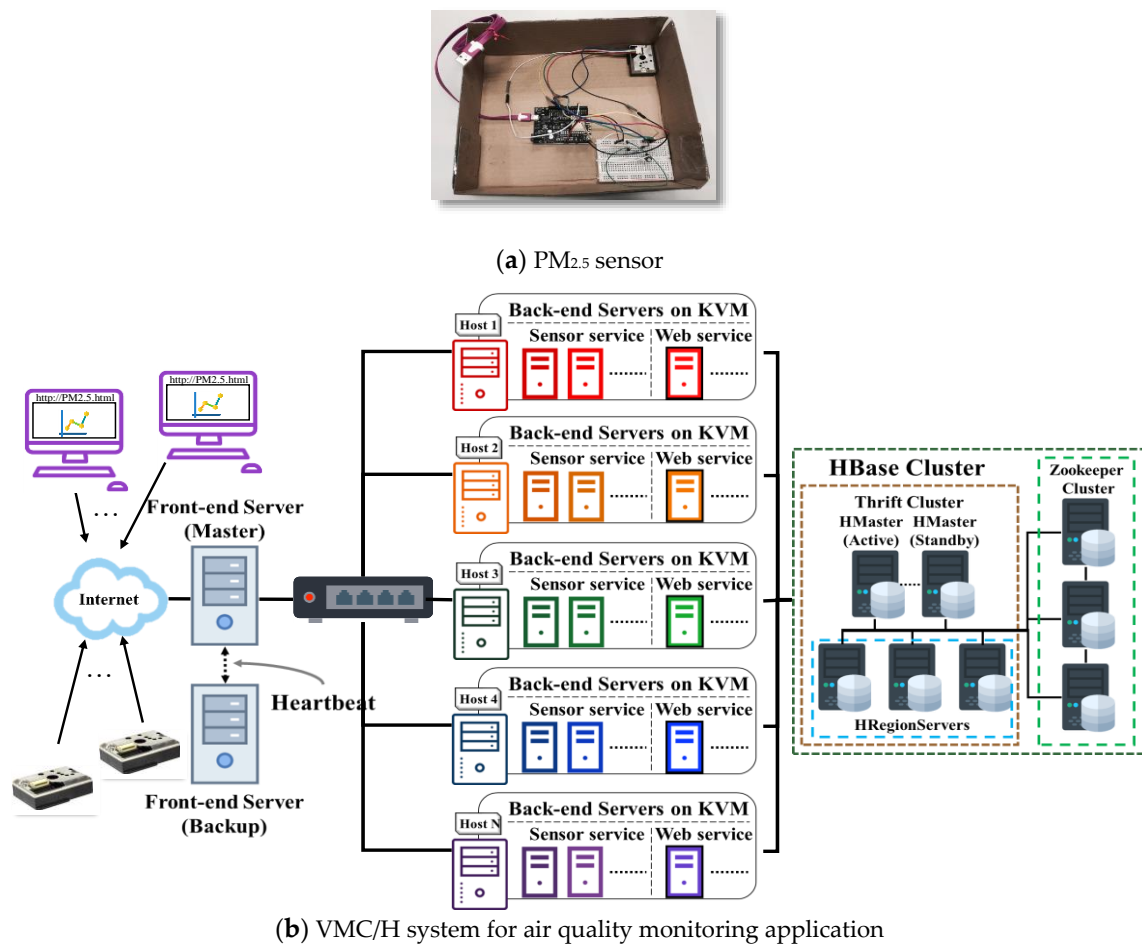 (a) PM2.5 sensor
http://PM2.5.html
http://PM2.5.html
. . .
Internet
. . .
Front-end Server
(Master)
Heartbeat
Front-end Server
(Backup)
Host 1
Back-end Servers on KVM
Sensor service
Web service
Host 2
Back-end Servers on KVM
Sensor service
Web service
Host 3
Back-end Servers on KVM
Sensor service
Web service
Host 4
Back-end Servers on KVM
Sensor service
Web service
Host N
Back-end Servers on KVM
Sensor service
Web service
HBase Cluster
Thrift Cluster
HMaster
(Active)
HMaster
(Standby)
HRegionServers
Zookeeper
Cluster
(b) VMC/H system for air quality monitoring application